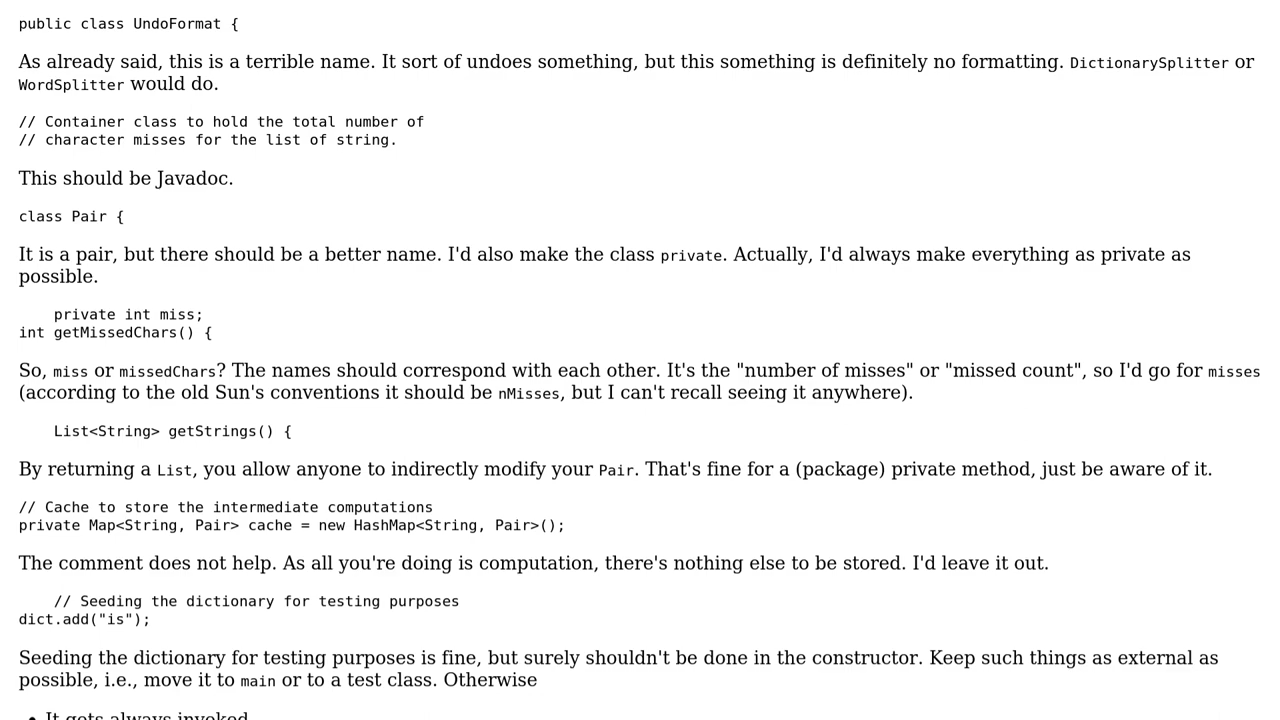 public class UndoFormat {
As already said, this is a terrible name. It sort of undoes something, but this something is definitely no formatting. DictionarySplitter or
WordSplitter would do.
// Container class to hold the total number of
// character misses for the list of string.
This should be Javadoc.
class Pair {
It is a pair, but there should be a better name. I'd also make the class private. Actually, I'd always make everything as private as
possible.
    private int miss;
int getMissedChars() {
So, miss or missedChars? The names should correspond with each other. It's the "number of misses" or "missed count", so I'd go for misses
(according to the old Sun's conventions it should be nMisses, but I can't recall seeing it anywhere).
    List<String> getStrings() {
By returning a List, you allow anyone to indirectly modify your Pair. That's fine for a (package) private method, just be aware of it.
// Cache to store the intermediate computations
private Map<String, Pair> cache = new HashMap<String, Pair>();
The comment does not help. As all you're doing is computation, there's nothing else to be stored. I'd leave it out.
    // Seeding the dictionary for testing purposes
dict.add("is");
Seeding the dictionary for testing purposes is fine, but surely shouldn't be done in the constructor. Keep such things as external as
possible, i.e., move it to main or to a test class. Otherwise
• It gets always invoked